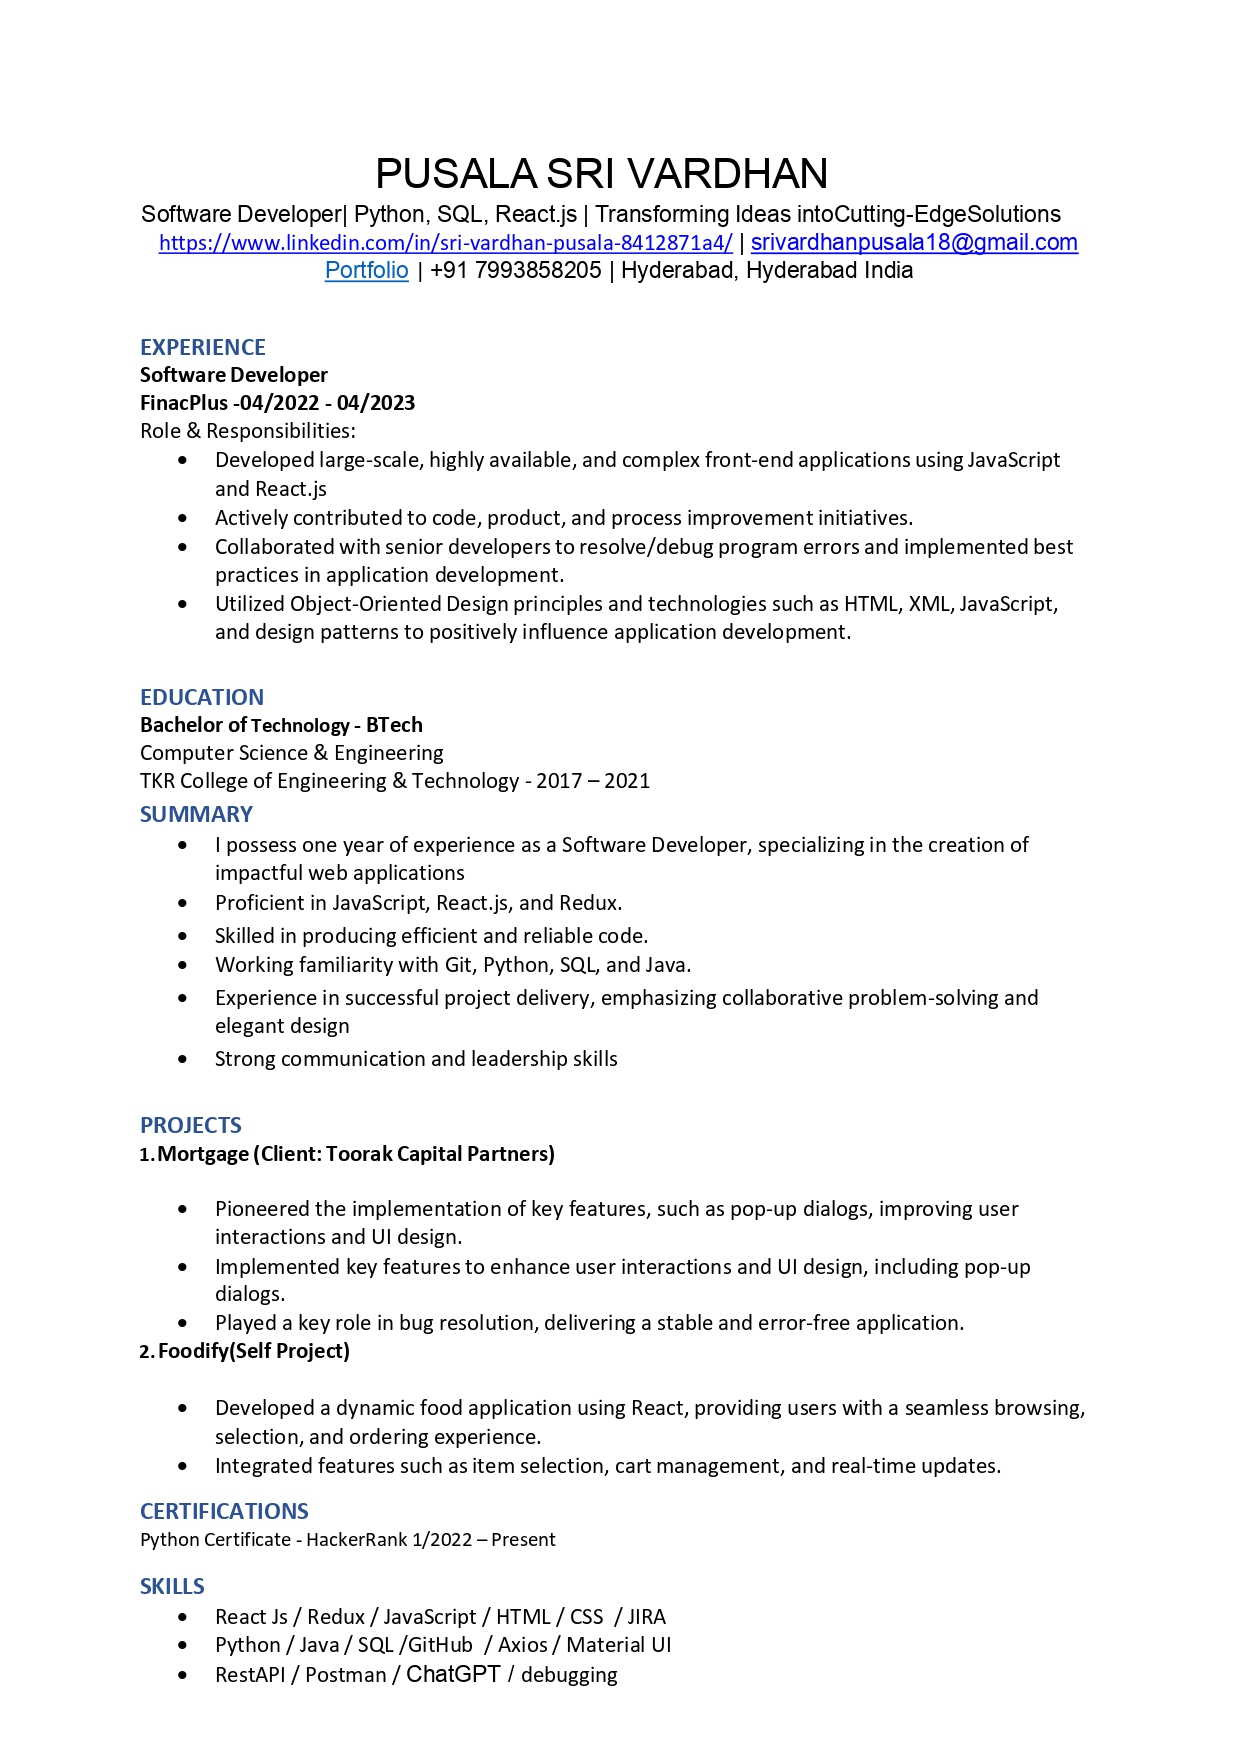 PUSALA SRI VARDHAN
Software Developer| Python, SQL, React.js | Transforming Ideas intoCutting-EdgeSolutions
https://www.linkedin.com/in/sri-vardhan-pusala-8412871a4/ | srivardhanpusala18@gmail.com
Portfolio | +91 7993858205 | Hyderabad, Hyderabad India
EXPERIENCE
Software Developer
FinacPlus -04/2022 - 04/2023
Role & Responsibilities:
• Developed large-scale, highly available, and complex front-end applications using JavaScript
and React.js
• Actively contributed to code, product, and process improvement initiatives.
• Collaborated with senior developers to resolve/debug program errors and implemented best
practices in application development.
• Utilized Object-Oriented Design principles and technologies such as HTML, XML, JavaScript,
and design patterns to positively influence application development.
EDUCATION
Bachelor of Technology - BTech
Computer Science & Engineering
TKR College of Engineering & Technology - 2017 – 2021
SUMMARY
• I possess one year of experience as a Software Developer, specializing in the creation of
impactful web applications
• Proficient in JavaScript, React.js, and Redux.
• Skilled in producing efficient and reliable code.
• Working familiarity with Git, Python, SQL, and Java.
• Experience in successful project delivery, emphasizing collaborative problem-solving and
elegant design
• Strong communication and leadership skills
PROJECTS
1. Mortgage (Client: Toorak Capital Partners)
• Pioneered the implementation of key features, such as pop-up dialogs, improving user
interactions and UI design.
• Implemented key features to enhance user interactions and UI design, including pop-up
dialogs.
• Played a key role in bug resolution, delivering a stable and error-free application.
2. Foodify(Self Project)
• Developed a dynamic food application using React, providing users with a seamless browsing,
selection, and ordering experience.
• Integrated features such as item selection, cart management, and real-time updates.
CERTIFICATIONS
Python Certificate - HackerRank 1/2022 – Present
SKILLS
• React Js / Redux / JavaScript / HTML / CSS / JIRA
• Python / Java / SQL /GitHub / Axios / Material UI
• RestAPI / Postman / ChatGPT / debugging